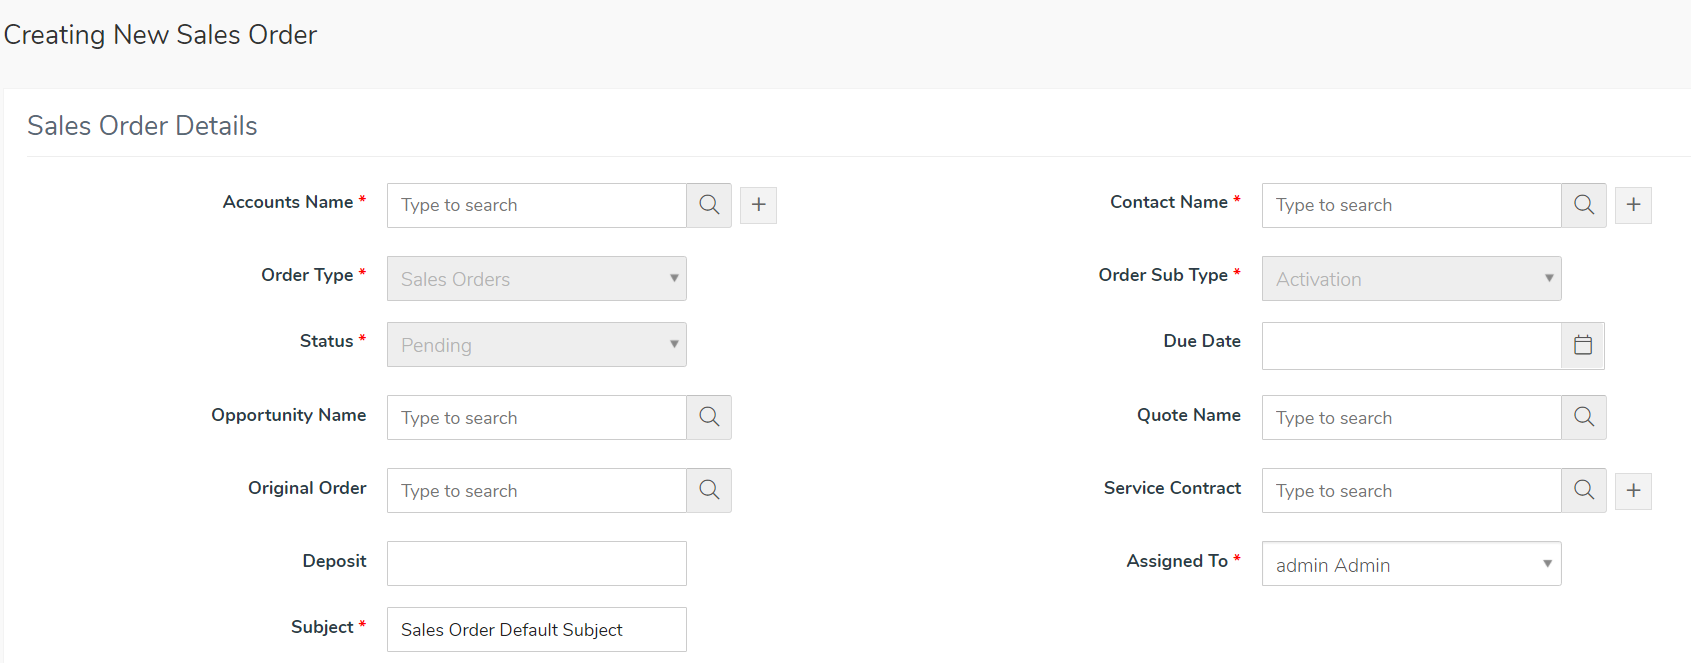 Creating New Sales Order
Sales Order Details
Accounts Name * Type to search + Contact Name * Type to search +
Order Type * Sales Orders Order Sub Type * Activation
Status * Pending Due Date
Opportunity Name Type to search Quote Name Type to search
Original Order Type to search Service Contract Type to search +
Deposit Assigned To * admin Admin
Subject * Sales Order Default Subject